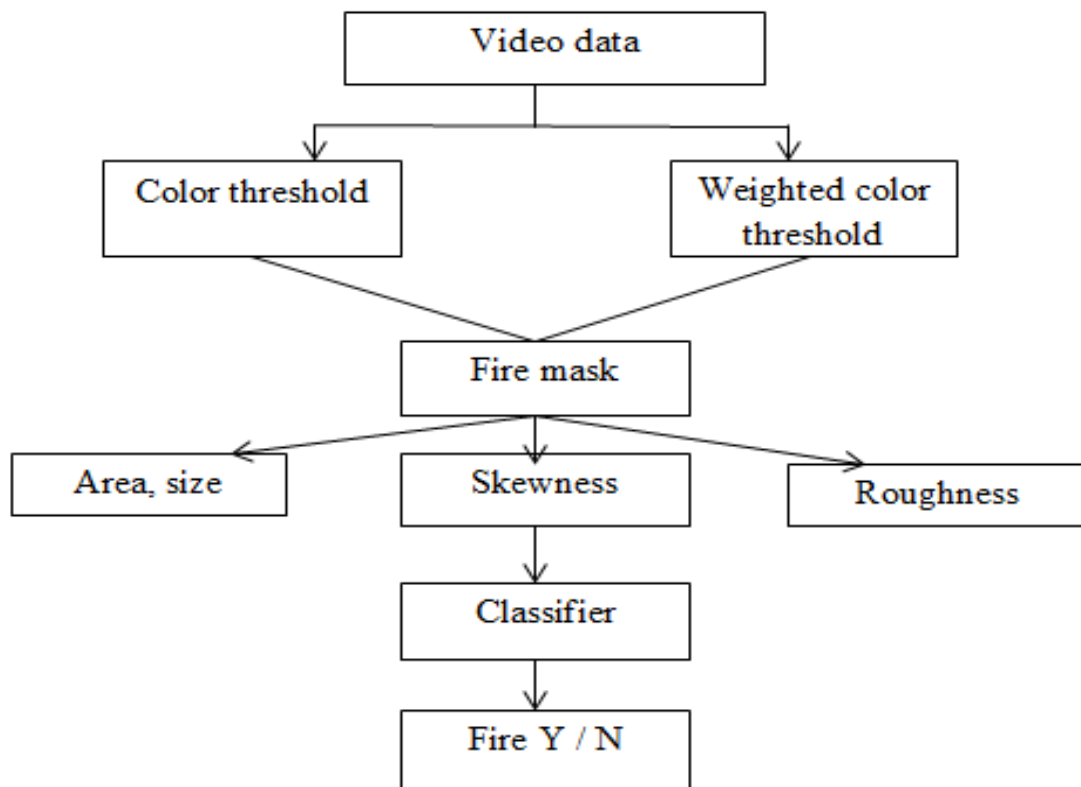 Video data
Color threshold
Weighted color
threshold
Fire mask
Area, size
Skewness
Roughness
Classifier
Fire Y / N